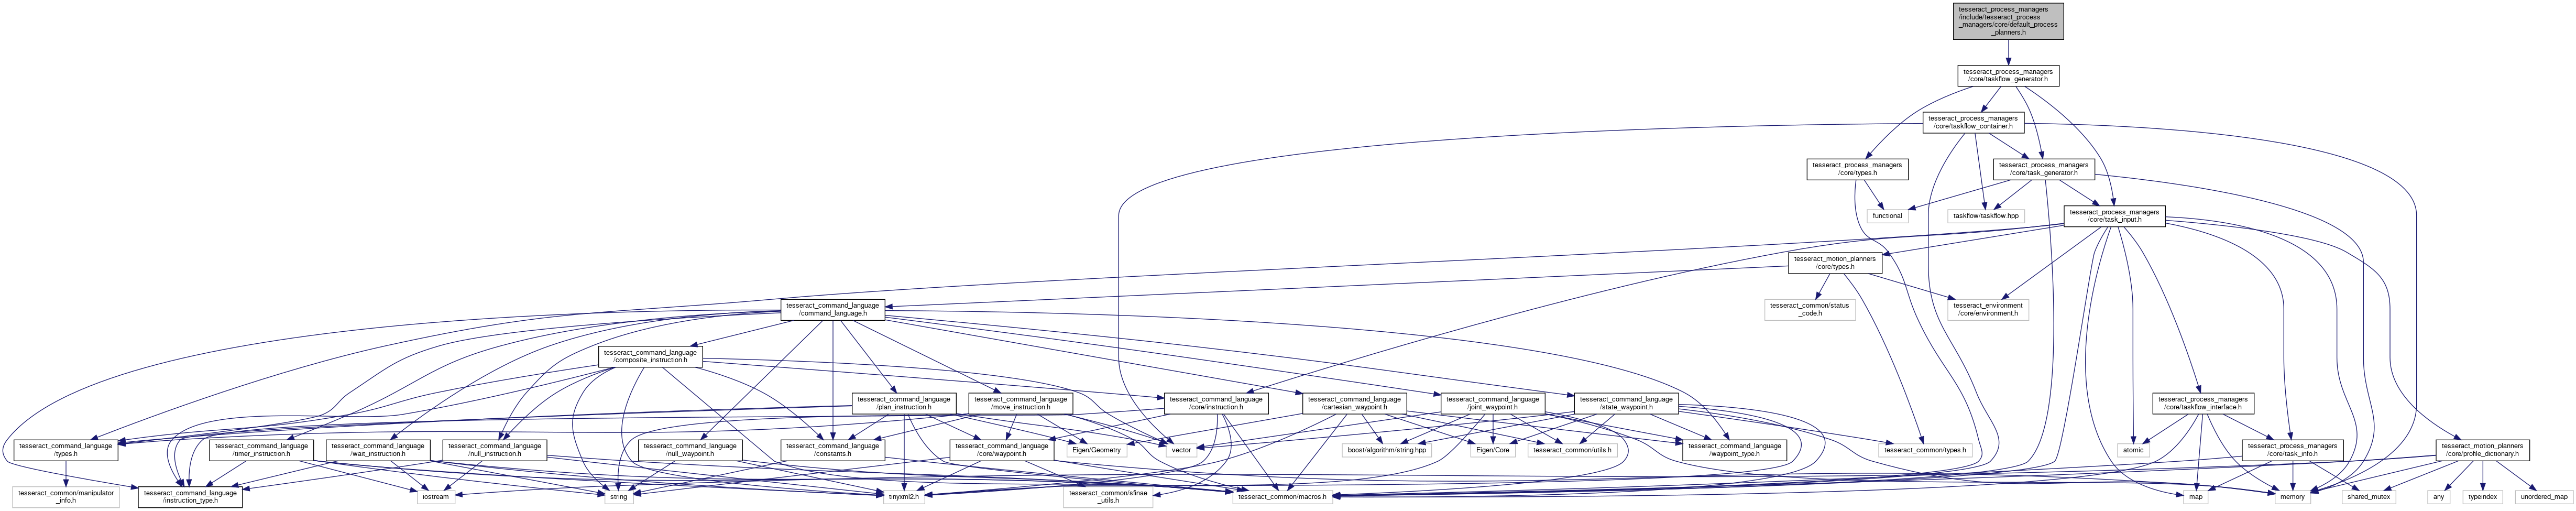 tesseract_process_managers
/include/tesseract_process
_managers/core/default_process
_planners.h
tesseract_process_managers
/core/taskflow_generator.h
tesseract_process_managers
/core/taskflow_container.h
tesseract_process_managers
/core/types.h
tesseract_process_managers
/core/task_generator.h
functional
taskflow/taskflow.hpp
tesseract_process_managers
/core/task_input.h
tesseract_motion_planners
/core/types.h
tesseract_command_language
/command_language.h
tesseract_common/status
_code.h
tesseract_environment
/core/environment.h
tesseract_command_language
/composite_instruction.h
tesseract_command_language
/plan_instruction.h
tesseract_command_language
/move_instruction.h
tesseract_command_language
/core/instruction.h
tesseract_command_language
/cartesian_waypoint.h
tesseract_command_language
/joint_waypoint.h
tesseract_command_language
/state_waypoint.h
tesseract_process_managers
/core/taskflow_interface.h
tesseract_command_language
/types.h
tesseract_command_language
/timer_instruction.h
tesseract_command_language
/wait_instruction.h
tesseract_command_language
/null_instruction.h
tesseract_command_language
/null_waypoint.h
tesseract_command_language
/constants.h
tesseract_command_language
/core/waypoint.h
Eigen/Geometry
vector
boost/algorithm/string.hpp
Eigen/Core
tesseract_common/utils.h
tesseract_command_language
/waypoint_type.h
tesseract_common/types.h
atomic
tesseract_process_managers
/core/task_info.h
tesseract_motion_planners
/core/profile_dictionary.h
tesseract_common/manipulator
_info.h
tesseract_command_language
/instruction_type.h
iostream
string
tinyxml2.h
tesseract_common/sfinae
_utils.h
tesseract_common/macros.h
map
memory
shared_mutex
any
typeindex
unordered_map